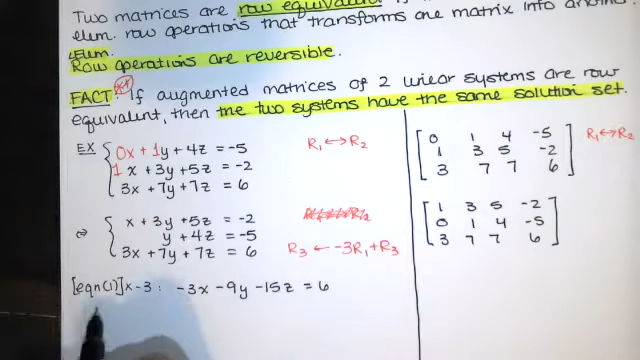 Two matrices are row equivalent
elem. row operations that transforms one matrix into
Elem.
Row operations are reversible.
FACT** If augmented matrices of 2 linear systems are row
equivalent, then the two systems have the same solution set.
EX { 0x + 1y + 4z = -5 R₁ ↔ R₂
1x + 3y + 5z = -2
3x + 7y + 7z = 6
[ 0 1 4 -5 ] R₁ ↔ R₂
1 3 5 -2
3 7 7 6
⇔ { x + 3y + 5z = -2
y + 4z = -5
3x + 7y + 7z = 6 R₃ ← -3R₁ + R₃
[ 1 3 5 -2 ]
0 1 4 -5
3 7 7 6
[eqn(1)] x -3 : -3x - 9y - 15z = 6